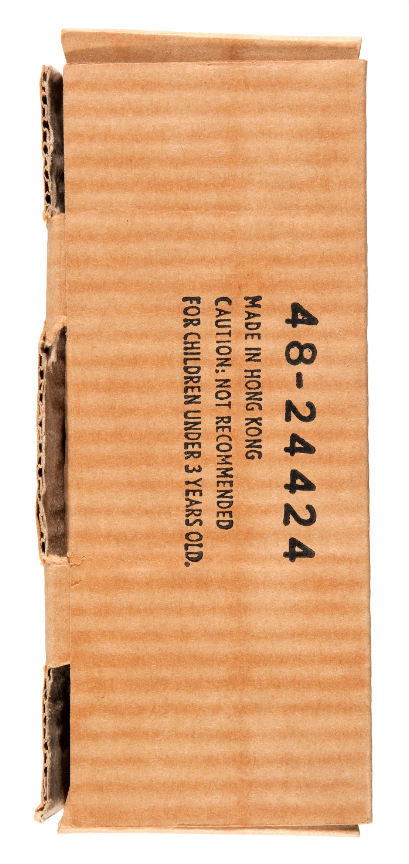 48-24424
MADE IN HONG KONG
CAUTION: NOT RECOMMENDED
FOR CHILDREN UNDER 3 YEARS OLD.